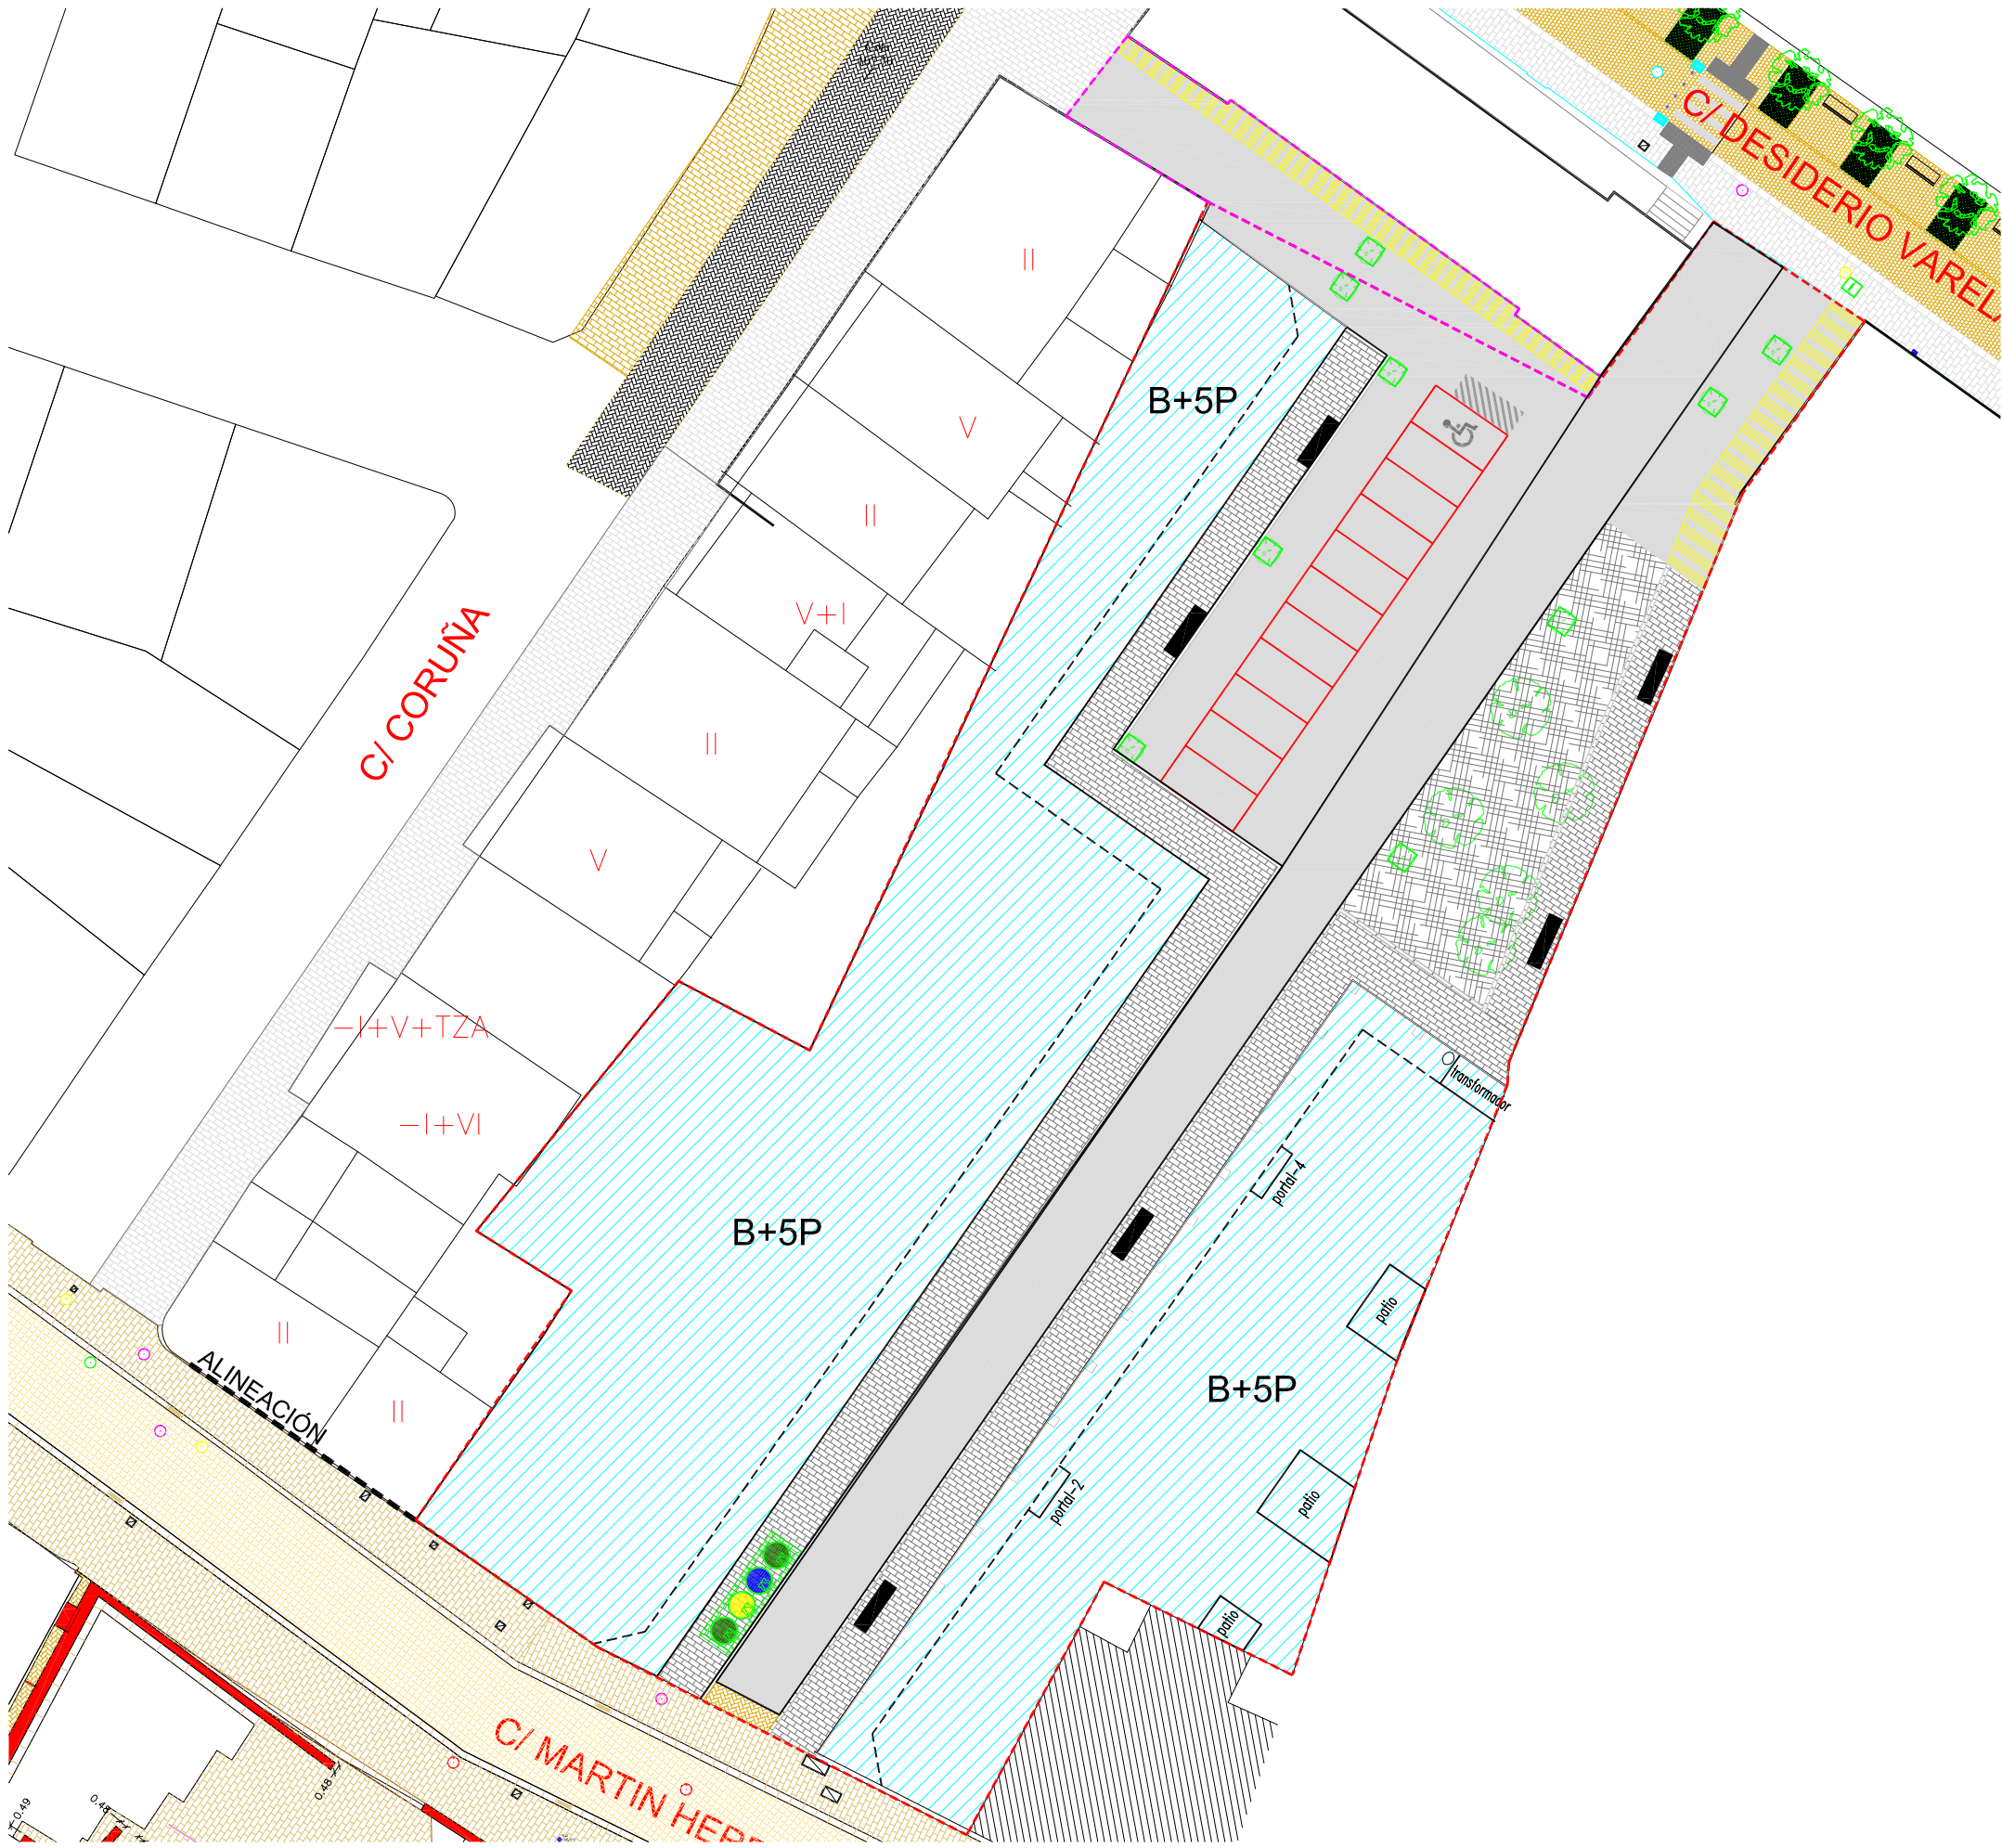 C/ DESIDERIO VARELA
II
B+5P
V
II
V+I
C/ CORUÑA
II
V
-I+V+TZA
transformador
-I+VI
portal-4
B+5P
patio
II
ALINEACIÓN
B+5P
II
portal-2
patio
patio
C/ MARTIN HERR
0.48
0.49
0.48